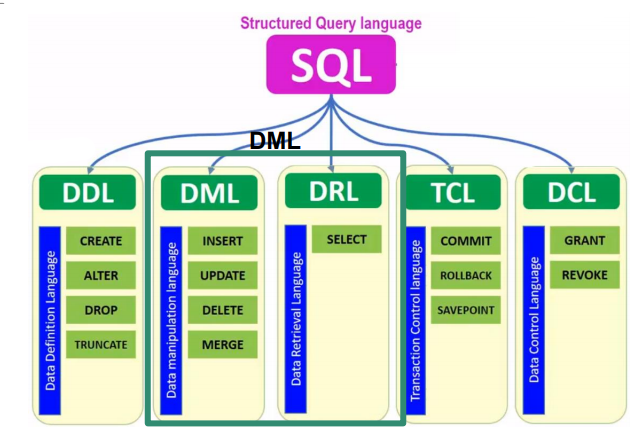 Structured Query language
SQL
DML
DDL
Data Definition Language
CREATE
ALTER
DROP
TRUNCATE
DML
Data manipulation language
INSERT
UPDATE
DELETE
MERGE
DRL
Data Retrieval Language
SELECT
TCL
Transaction Control language
COMMIT
ROLLBACK
SAVEPOINT
DCL
Data Control Language
GRANT
REVOKE